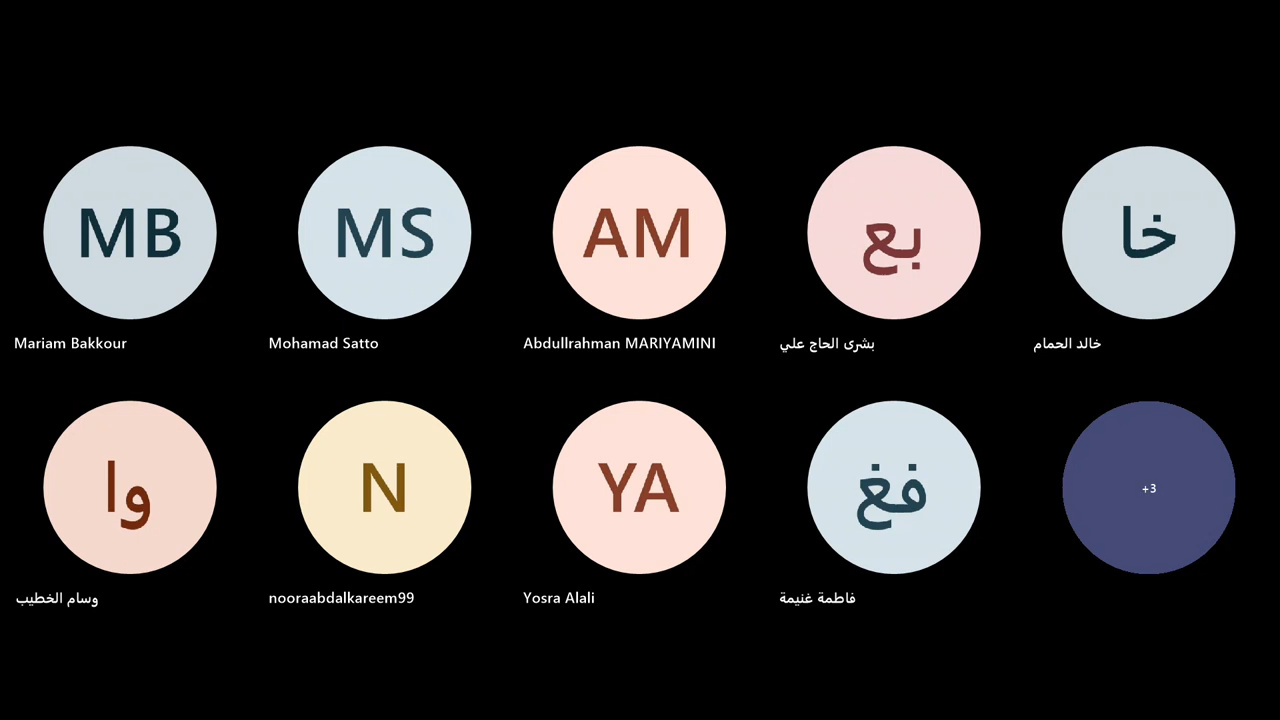 MB
MS
AM
بع
خا
Mariam Bakkour
Mohamad Satto
Abdullrahman MARIYAMINI
بشرى الحاج علي
خالد الحمام
وا
N
YA
فغ
+3
وسام الخطيب
nooraabdalkareem99
Yosra Alali
فاطمة غنيمة